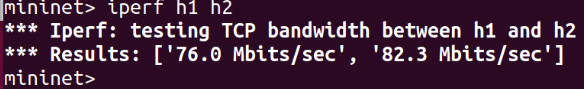 mininet> iperf h1 h2
*** Iperf: testing TCP bandwidth between h1 and h2
*** Results: ['76.0 Mbits/sec', '82.3 Mbits/sec']
mininet>